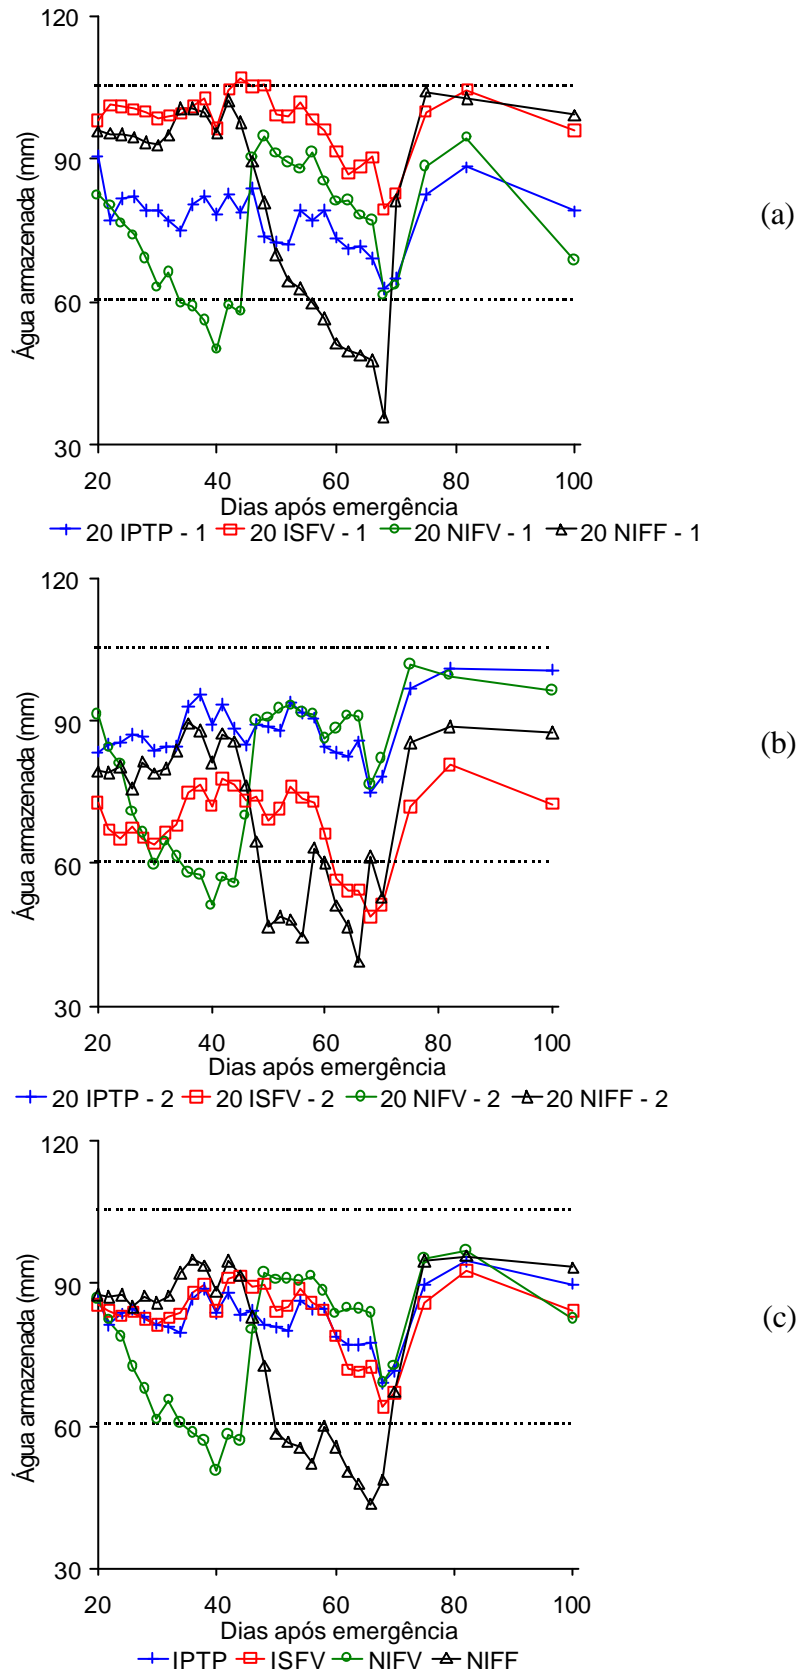 120
90
60
30
Água armazenada (mm)
20 40 60 80 100
Dias após emergência
20 IPTP - 1 20 ISFV - 1 20 NIFV - 1 20 NIFF - 1
(a)
120
90
60
30
Água armazenada (mm)
20 40 60 80 100
Dias após emergência
20 IPTP - 2 20 ISFV - 2 20 NIFV - 2 20 NIFF - 2
(b)
120
90
60
30
Água armazenada (mm)
20 40 60 80 100
Dias após emergência
IPTP ISFV NIFV NIFF
(c)